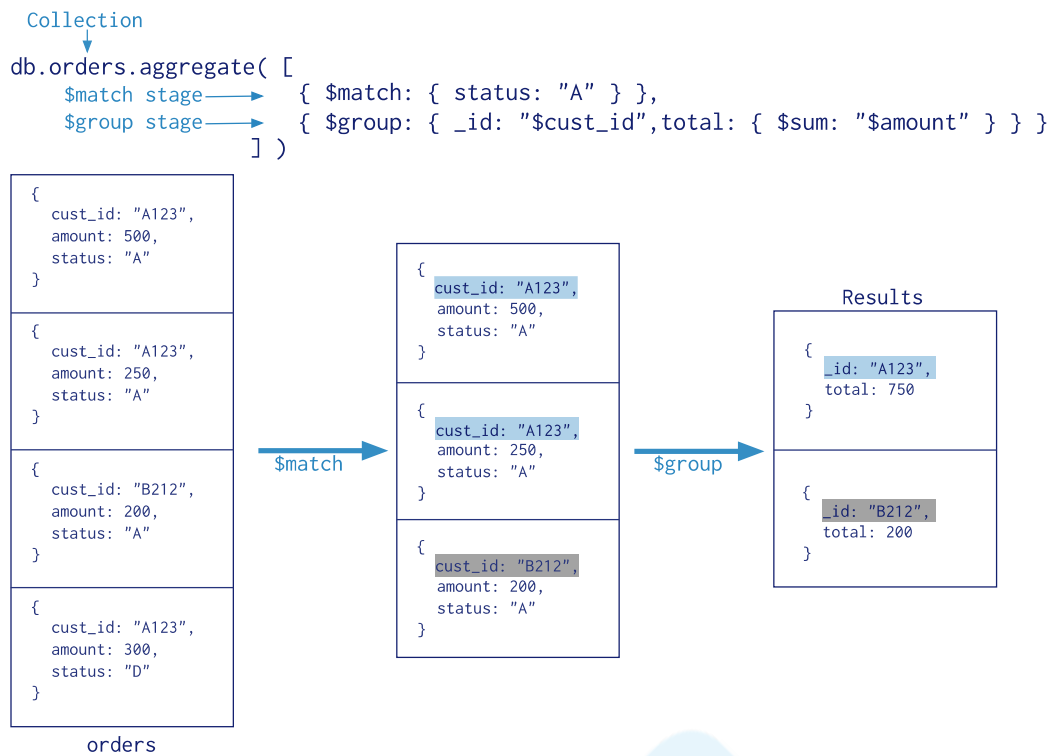 Collection
db.orders.aggregate( [
$match stage
{ $match: { status: "A" } },
$group stage
{ $group: { _id: "$cust_id",total: { $sum: "$amount" } } }
] )
{
cust_id: "A123",
amount: 500,
status: "A"
}
{
cust_id: "A123",
amount: 250,
status: "A"
}
{
cust_id: "B212",
amount: 200,
status: "A"
}
{
cust_id: "A123",
amount: 300,
status: "D"
}
orders
$match
{
cust_id: "A123",
amount: 500,
status: "A"
}
{
cust_id: "A123",
amount: 250,
status: "A"
}
{
cust_id: "B212",
amount: 200,
status: "A"
}
$group
Results
{
_id: "A123",
total: 750
}
{
_id: "B212",
total: 200
}